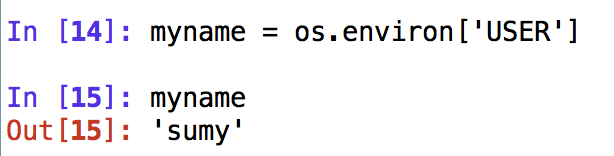 In [14]: myname = os.environ['USER']
In [15]: myname
Out[15]: 'sumy'